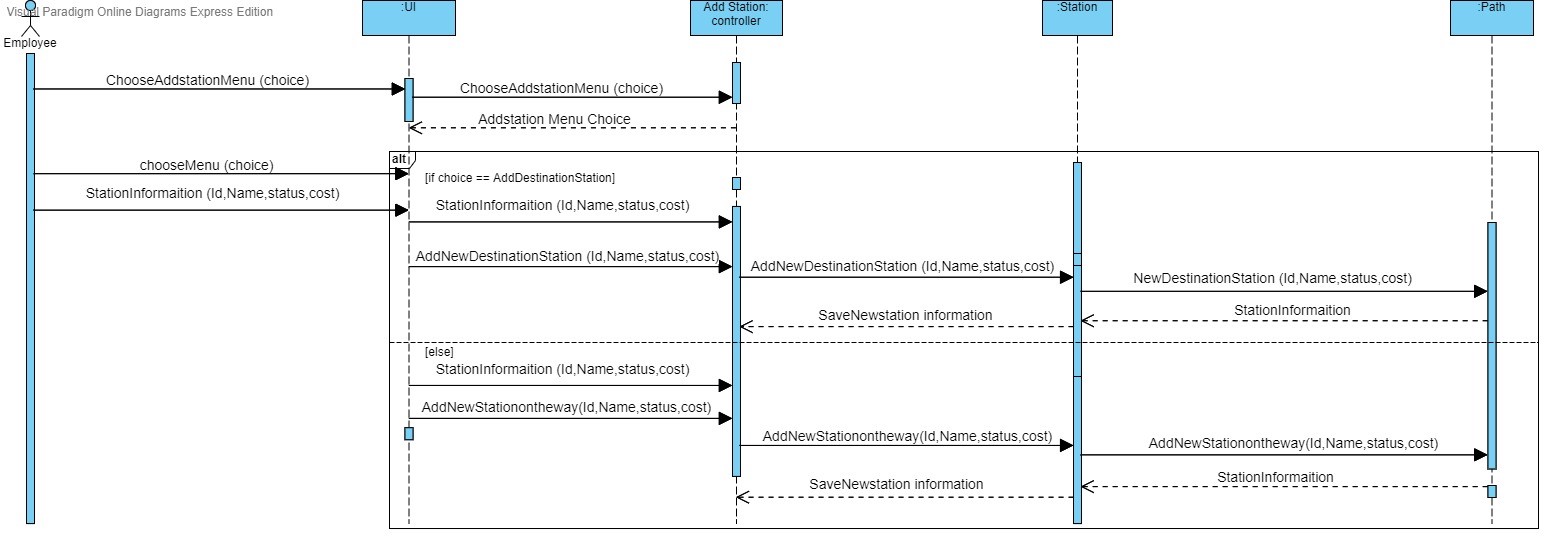 Visual Paradigm Online Diagrams Express Edition
:UI
Add Station:
controller
:Station
:Path
Employee
ChooseAddstationMenu (choice)
ChooseAddstationMenu (choice)
Addstation Menu Choice
alt
chooseMenu (choice)
[if choice == AddDestinationStation]
StationInformaition (Id,Name,status,cost)
StationInformaition (Id,Name,status,cost)
AddNewDestinationStation (Id,Name,status,cost)
AddNewDestinationStation (Id,Name,status,cost)
NewDestinationStation (Id,Name,status,cost)
StationInformaition
SaveNewstation information
[else]
StationInformaition (Id,Name,status,cost)
AddNewStationontheway(Id,Name,status,cost)
AddNewStationontheway(Id,Name,status,cost)
AddNewStationontheway(Id,Name,status,cost)
StationInformaition
SaveNewstation information